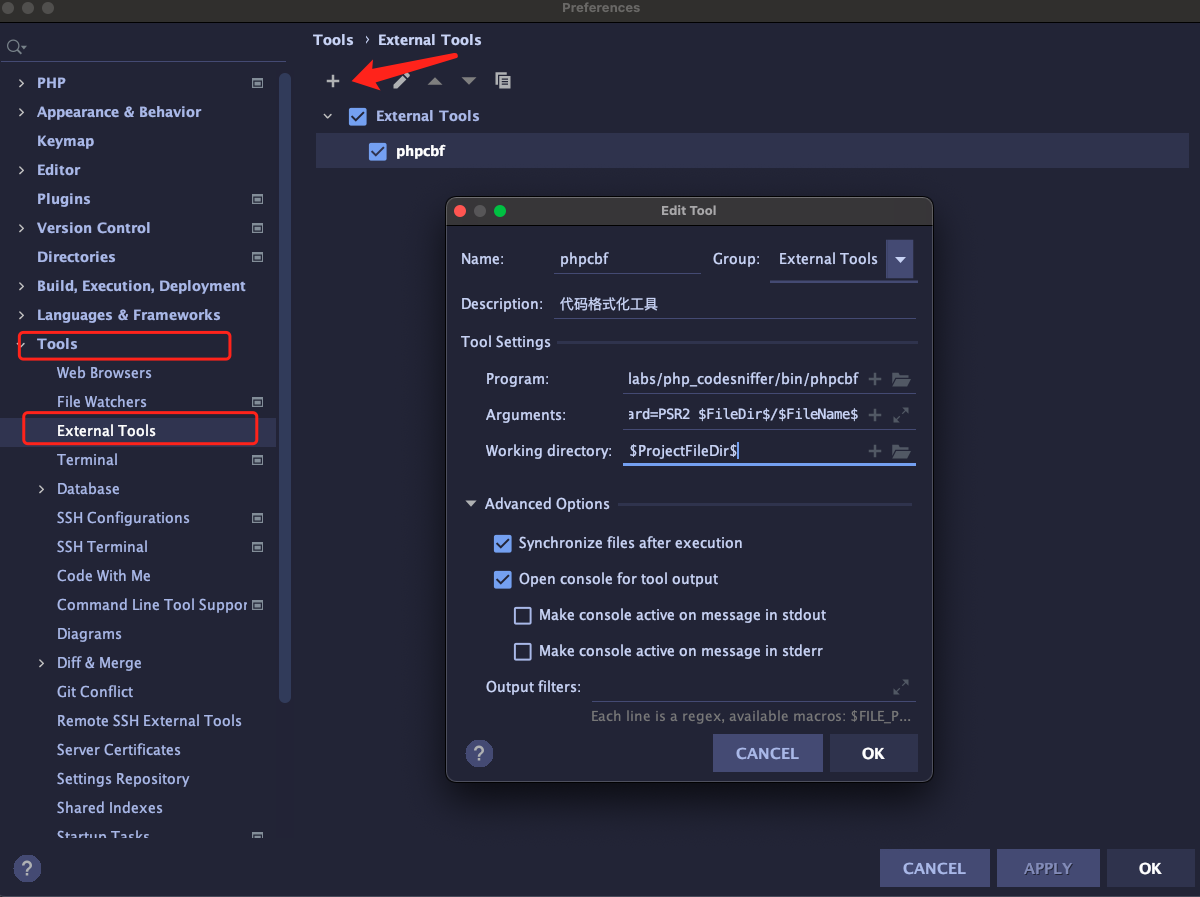 Preferences
Tools › External Tools
PHP
Appearance & Behavior
Keymap
Editor
Plugins
Version Control
Directories
Build, Execution, Deployment
Languages & Frameworks
Tools
Web Browsers
File Watchers
External Tools
Terminal
Database
SSH Configurations
SSH Terminal
Code With Me
Command Line Tool Suppor
Diagrams
Diff & Merge
Git Conflict
Remote SSH External Tools
Server Certificates
Settings Repository
Shared Indexes
Startup Tasks
?
External Tools
phpcbf
Edit Tool
Name: phpcbf Group: External Tools
Description: 代码格式化工具
Tool Settings
Program: labs/php_codesniffer/bin/phpcbf
Arguments: ard=PSR2 $FileDir$/$FileName$
Working directory: $ProjectFileDir$
Advanced Options
Synchronize files after execution
Open console for tool output
Make console active on message in stdout
Make console active on message in stderr
Output filters:
Each line is a regex, available macros: $FILE_P...
? CANCEL OK
CANCEL APPLY OK